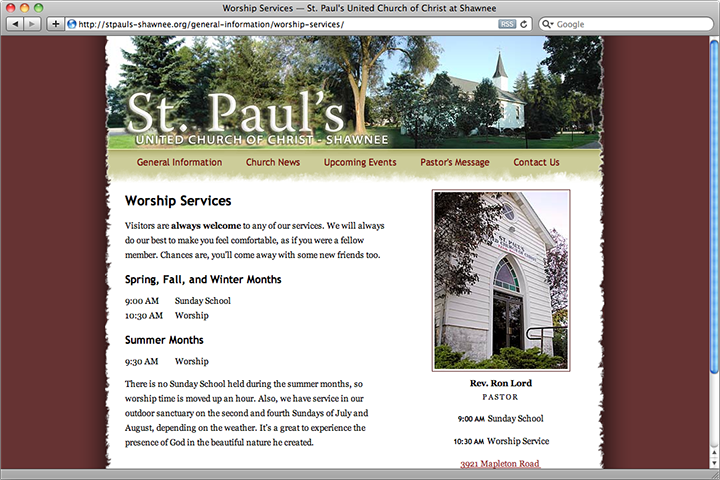 Worship Services — St. Paul's United Church of Christ at Shawnee
http://stpauls-shawnee.org/general-information/worship-services/
RSS
Google
St. Paul's
UNITED CHURCH OF CHRIST - SHAWNEE
General Information Church News Upcoming Events Pastor's Message Contact Us
Worship Services
Visitors are always welcome to any of our services. We will always
do our best to make you feel comfortable, as if you were a fellow
member. Chances are, you'll come away with some new friends too.
Spring, Fall, and Winter Months
9:00 AM Sunday School
10:30 AM Worship
Summer Months
9:30 AM Worship
There is no Sunday School held during the summer months, so
worship time is moved up an hour. Also, we have service in our
outdoor sanctuary on the second and fourth Sundays of July and
August, depending on the weather. It's a great to experience the
presence of God in the beautiful nature he created.
ST. PAUL'S
Rev. Ron Lord
PASTOR
9:00 AM Sunday School
10:30 AM Worship Service
3921 Mapleton Road